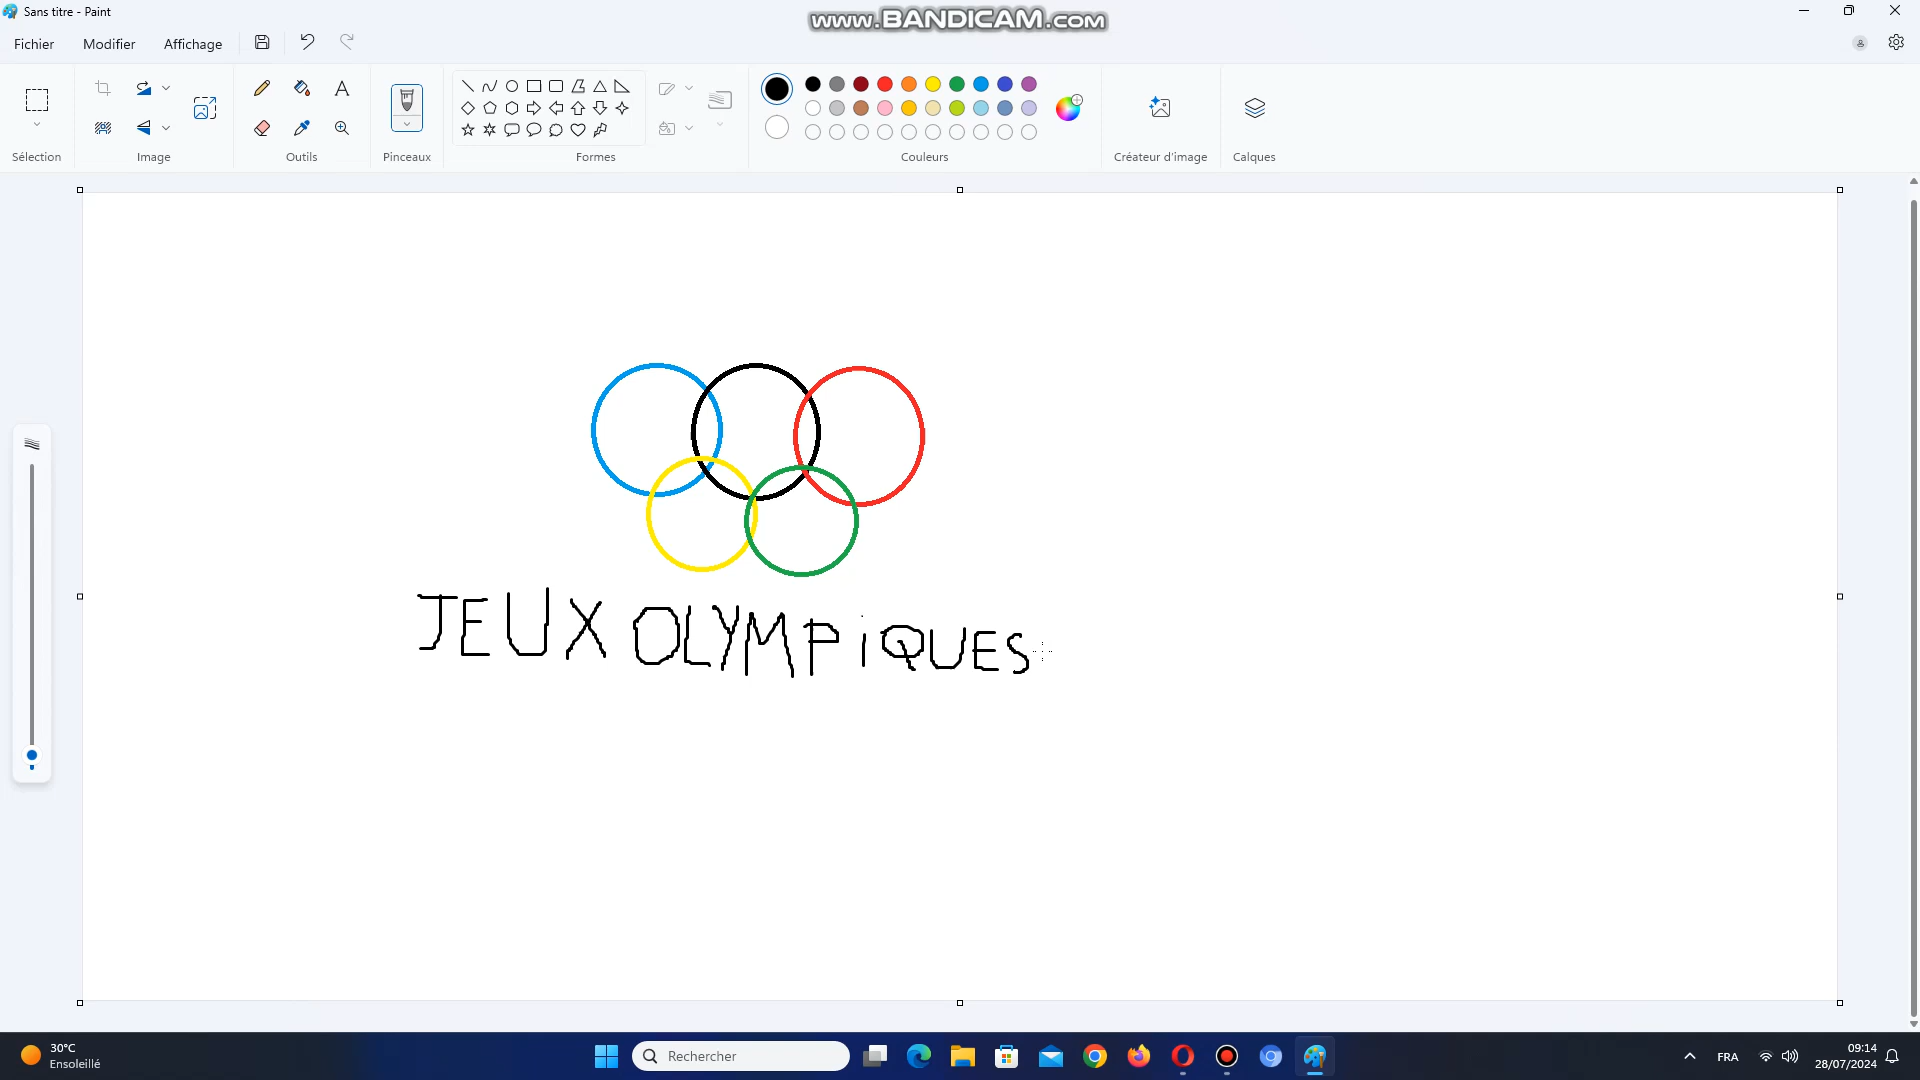 Sans titre - Paint
www.BANDICAM.com
Fichier
Modifier
Affichage
Sélection
Image
Outils
Pinceaux
Formes
Couleurs
Créateur d'image
Calques
JEUX OLYMPiQUES
30°C
Ensoleillé
Rechercher
FRA
09:14
28/07/2024